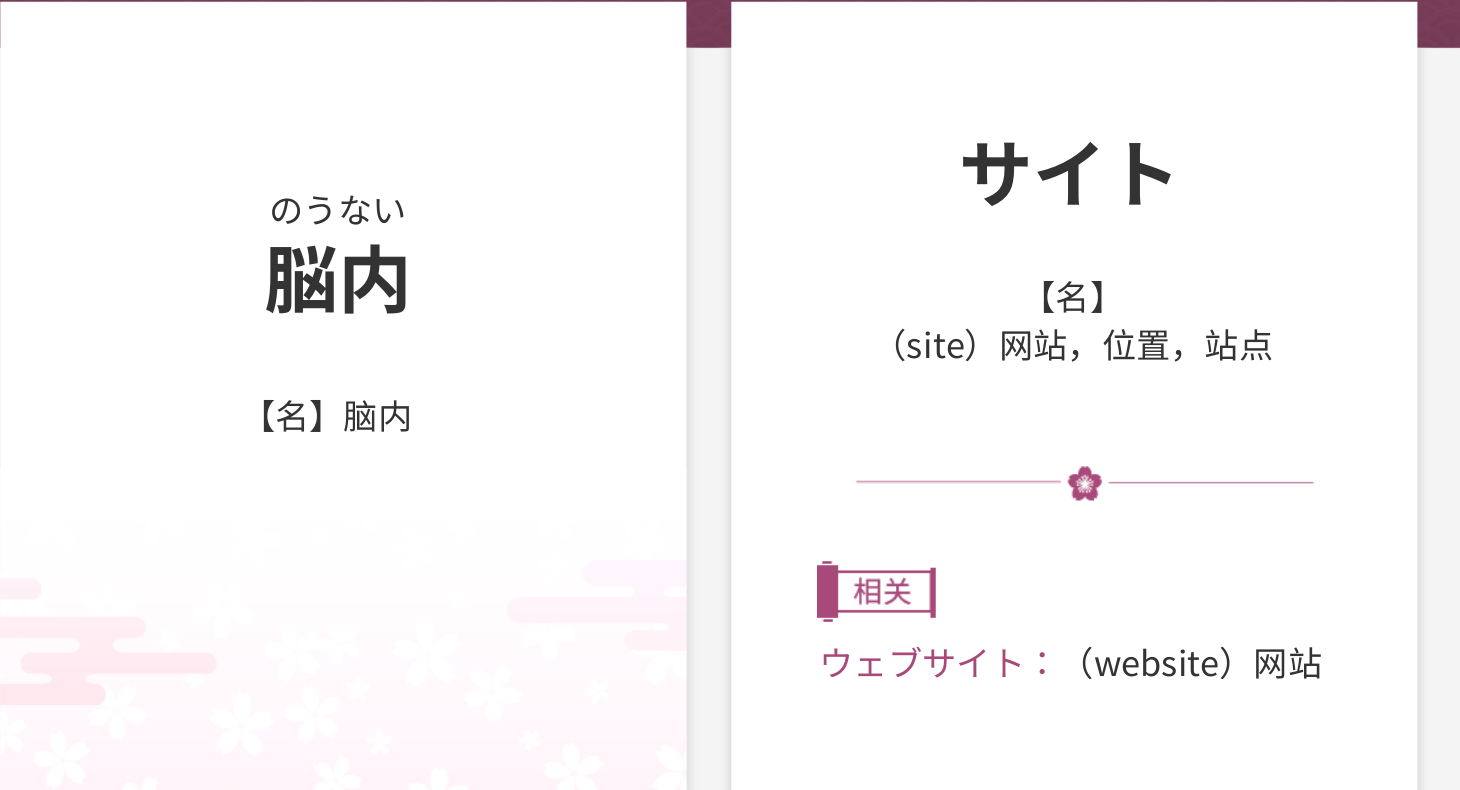 のうない
脳内
【名】脑内
サイト
【名】
（site）网站，位置，站点
相关
ウェブサイト：（website）网站